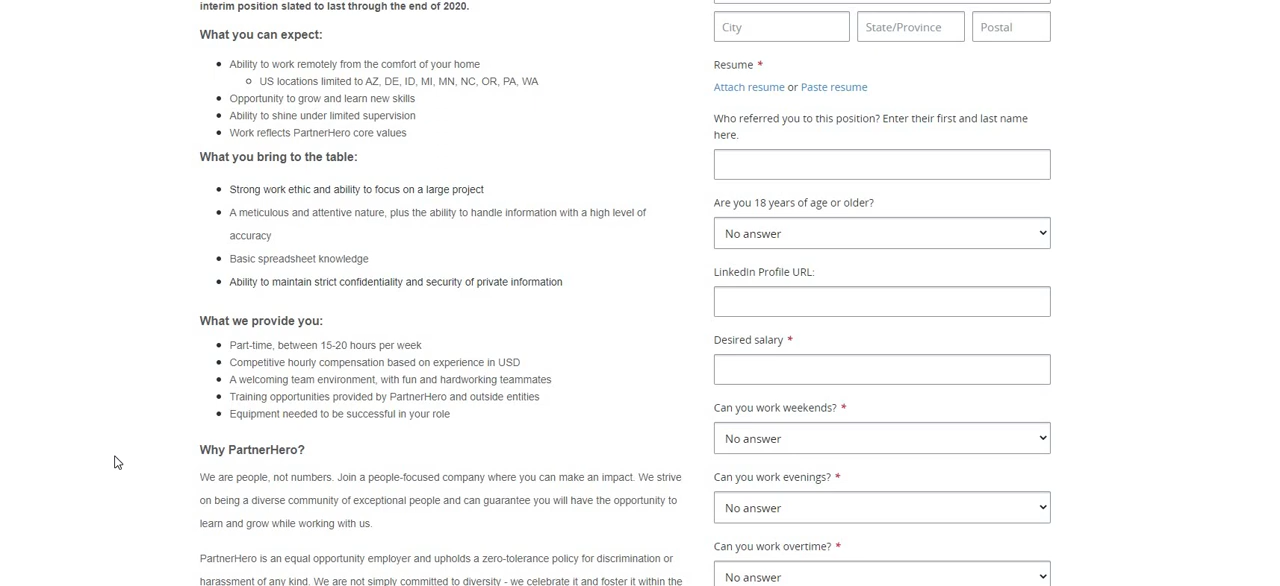 interim position slated to last through the end of 2020.
What you can expect:
Ability to work remotely from the comfort of your home
US locations limited to AZ, DE, ID, MI, MN, NC, OR, PA, WA
Opportunity to grow and learn new skills
Ability to shine under limited supervision
Work reflects PartnerHero core values
What you bring to the table:
Strong work ethic and ability to focus on a large project
A meticulous and attentive nature, plus the ability to handle information with a high level of
accuracy
Basic spreadsheet knowledge
Ability to maintain strict confidentiality and security of private information
What we provide you:
Part-time, between 15-20 hours per week
Competitive hourly compensation based on experience in USD
A welcoming team environment, with fun and hardworking teammates
Training opportunities provided by PartnerHero and outside entities
Equipment needed to be successful in your role
Why PartnerHero?
We are people, not numbers. Join a people-focused company where you can make an impact. We strive
on being a diverse community of exceptional people and can guarantee you will have the opportunity to
learn and grow while working with us.
PartnerHero is an equal opportunity employer and upholds a zero-tolerance policy for discrimination or
harassment of any kind. We are not simply committed to diversity - we celebrate it and foster it within the
City State/Province Postal
Resume *
Attach resume or Paste resume
Who referred you to this position? Enter their first and last name
here.
Are you 18 years of age or older?
No answer
LinkedIn Profile URL:
Desired salary *
Can you work weekends? *
No answer
Can you work evenings? *
No answer
Can you work overtime? *
No answer